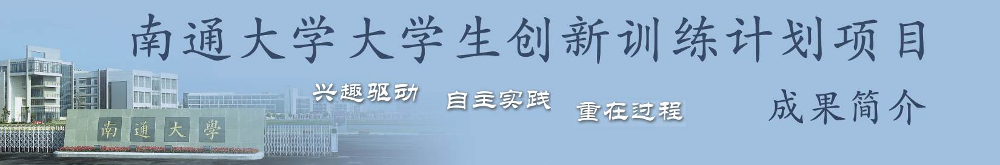 南通大学大学生创新训练计划项目
兴趣驱动 自主实践 重在过程
成果简介
南通大學